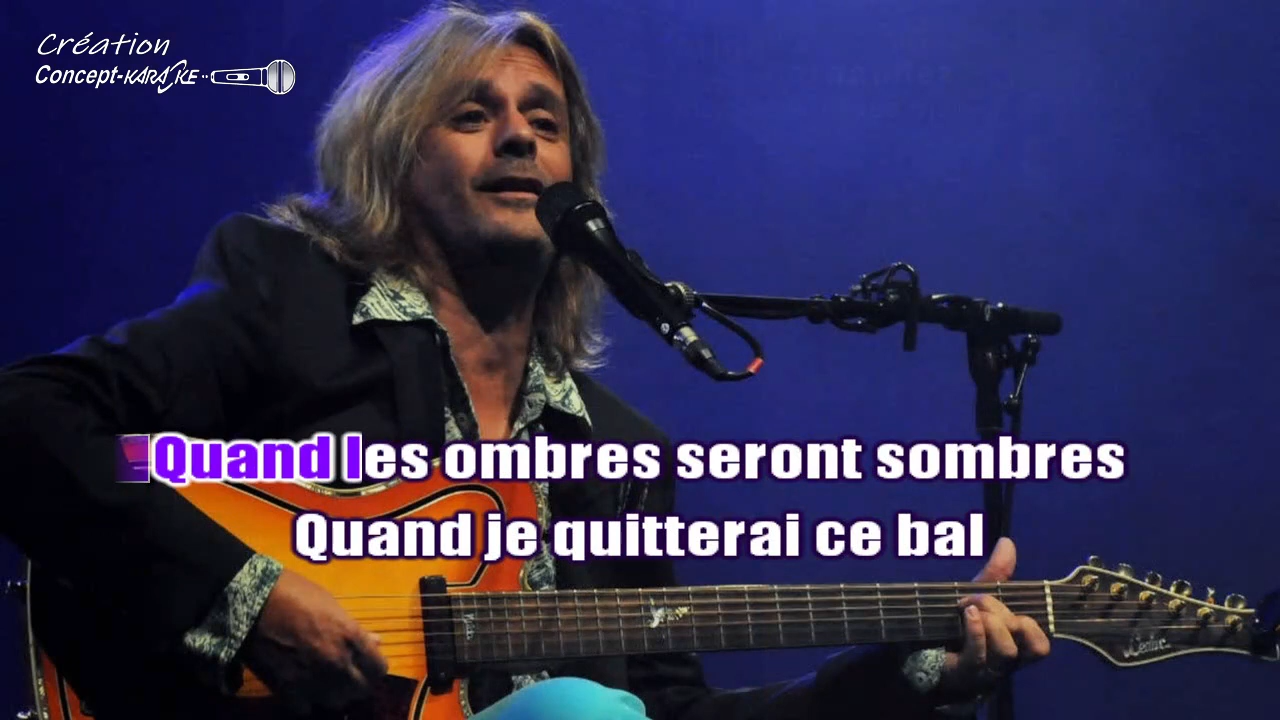 Création
Concept-KARAOKE
Quand les ombres seront sombres
Quand je quitterai ce bal